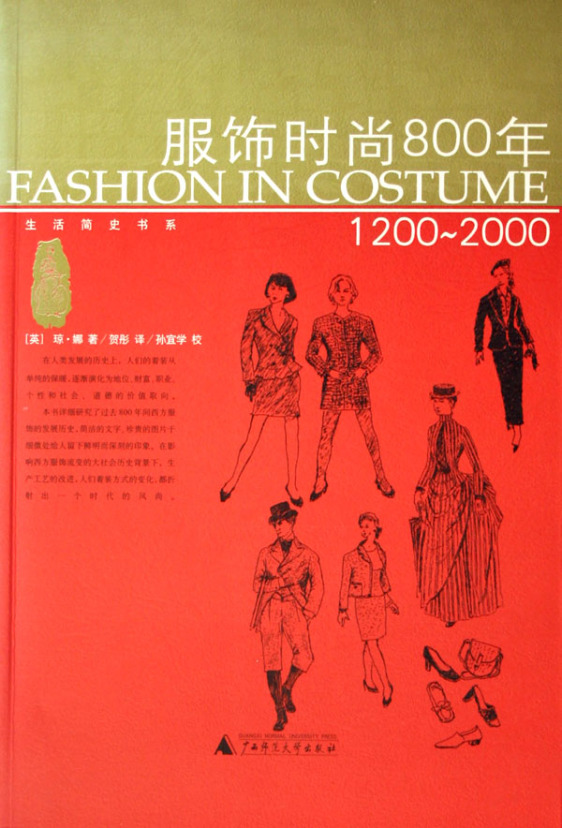 服饰时尚800年
FASHION IN COSTUME
1200~2000
生活简史书系
[英] 琼·娜 著/贺彤 译/孙宜学 校
在人类发展的历史上，人们的着装从
单纯的保暖，逐渐演化为地位、财富、职业、
个性和社会、道德的价值取向。
本书详细研究了过去800年间西方服
饰的发展历史，简洁的文字、珍贵的图片于
细微处给人留下鲜明而深刻的印象。在影
响西方服饰流变的大社会历史背景下，生
产工艺的改进，人们着装方式的变化，都折
射出一个时代的风尚。
GUANGXI NORMAL UNIVERSITY PRESS
广西师范大学出版社